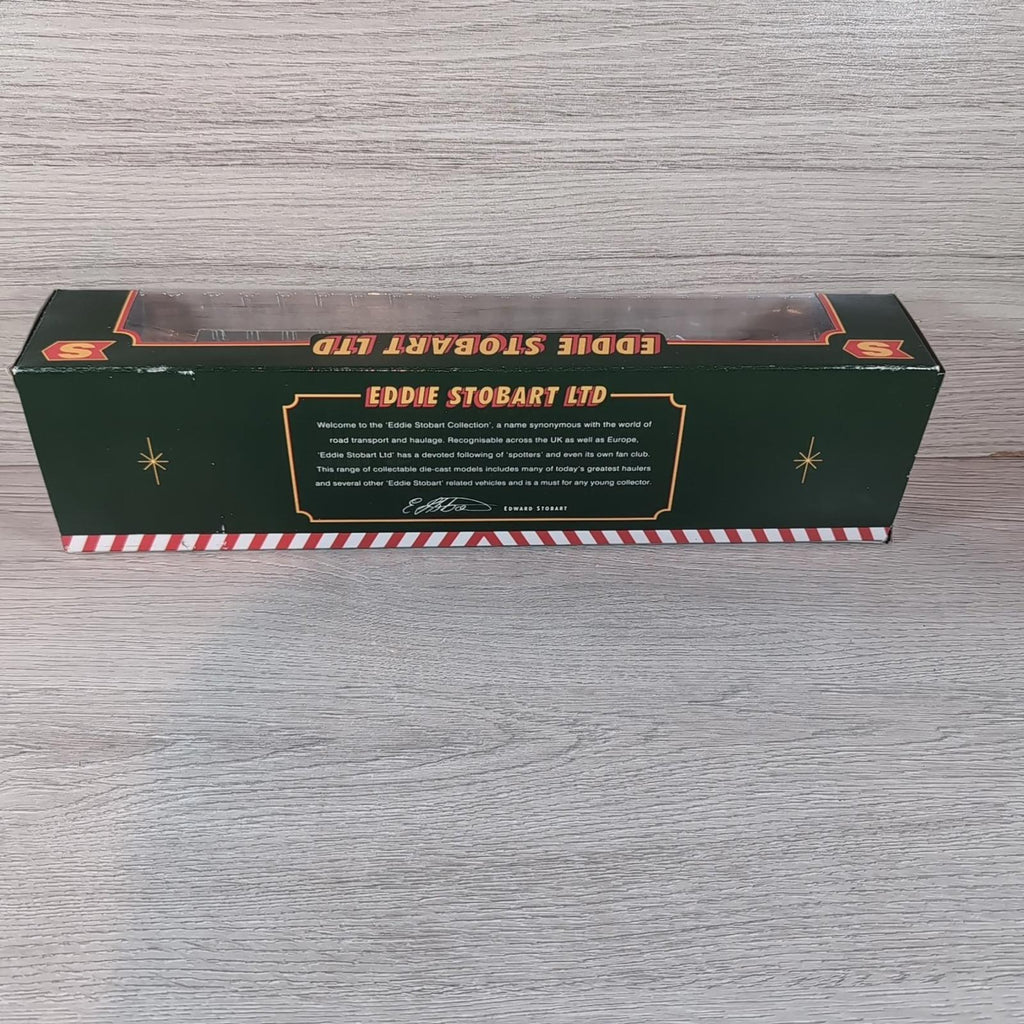 S EDDIE STOBART LTD S
EDDIE STOBART LTD
Welcome to the 'Eddie Stobart Collection', a name synonymous with the world of
road transport and haulage. Recognisable across the UK as well as Europe,
'Eddie Stobart Ltd' has a devoted following of 'spotters' and even its own fan club.
This range of collectable die-cast models includes many of today's greatest haulers
and several other 'Eddie Stobart' related vehicles and is a must for any young collector.
EDWARD STOBART